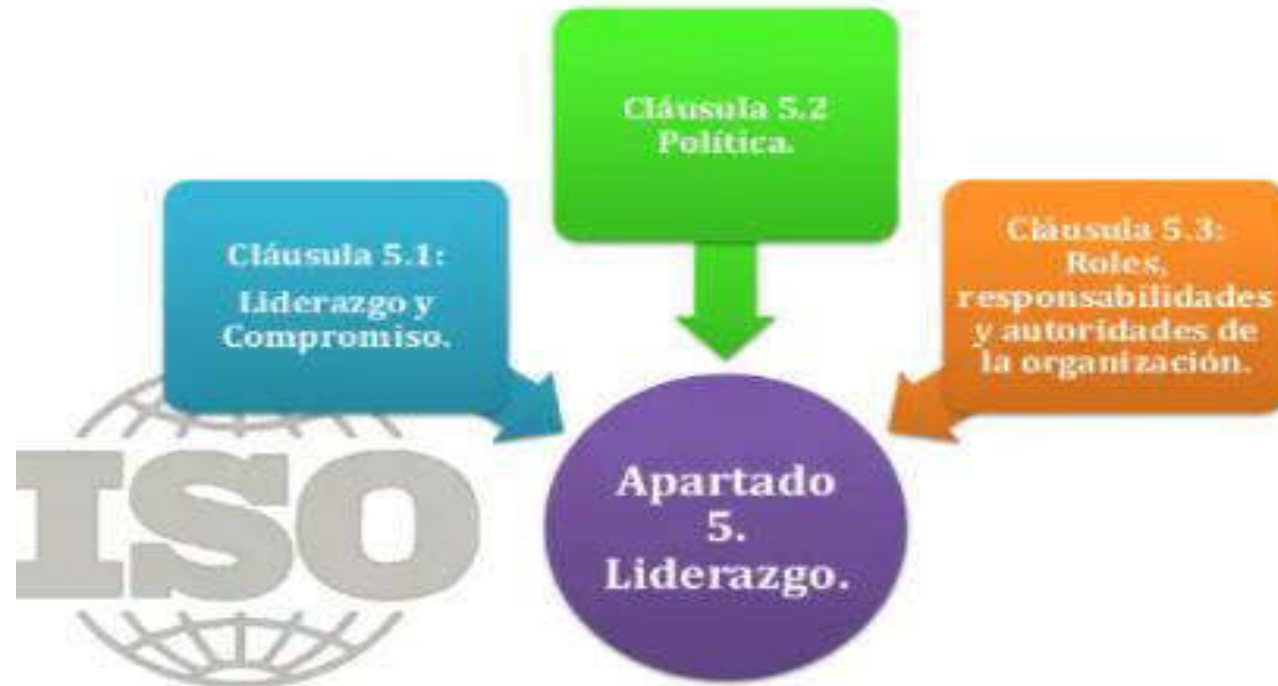 Cláusula 5.1:
Liderazgo y
Compromiso.
Cláusula 5.2
Política.
Cláusula 5.3:
Roles,
responsabilidades
y autoridades de
la organización.
Apartado
5.
Liderazgo.
ISO